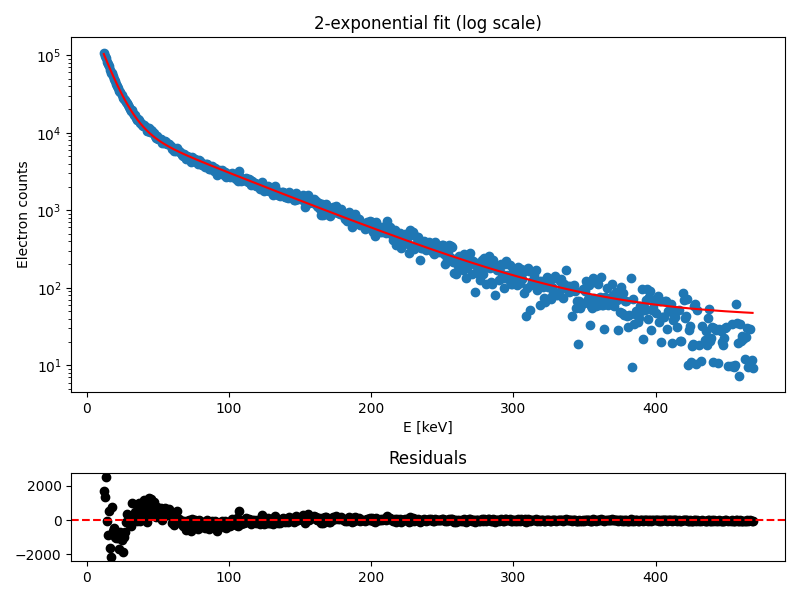 2-exponential fit (log scale)
10^5
10^4
10^3
10^2
10^1
Electron counts
0 100 200 300 400
E [keV]
Residuals
2000
0
−2000
0 100 200 300 400